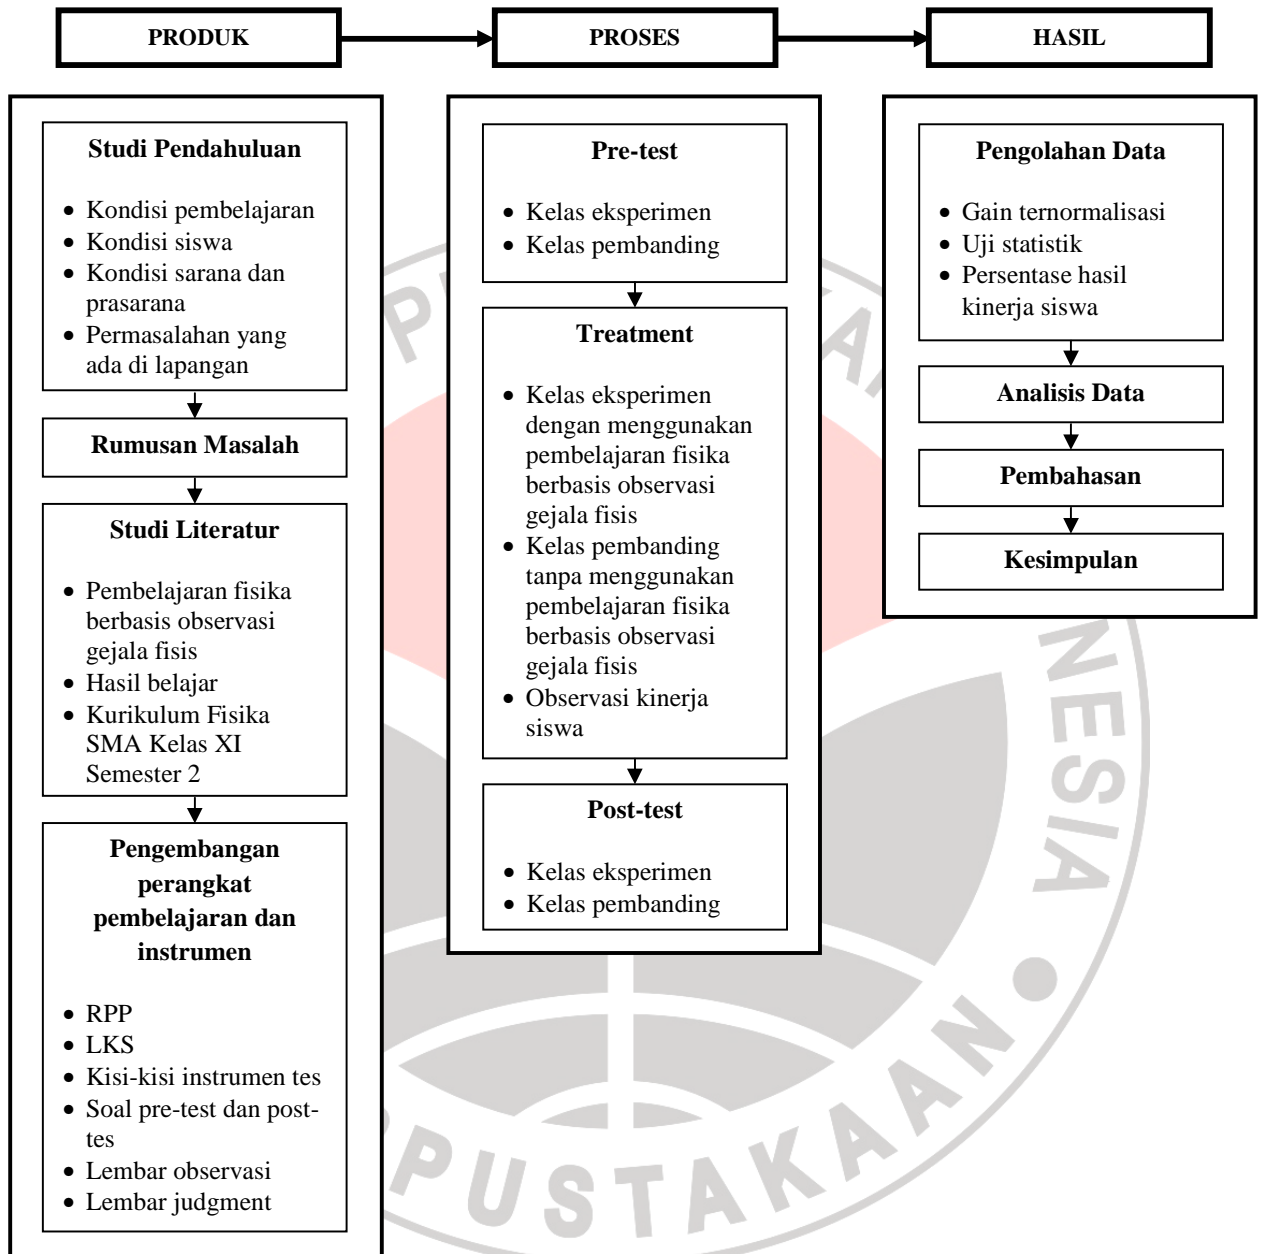 PRODUK
PROSES
HASIL
Studi Pendahuluan
• Kondisi pembelajaran
• Kondisi siswa
• Kondisi sarana dan
prasarana
• Permasalahan yang
ada di lapangan
Rumusan Masalah
Studi Literatur
• Pembelajaran fisika
berbasis observasi
gejala fisis
• Hasil belajar
• Kurikulum Fisika
SMA Kelas XI
Semester 2
Pengembangan
perangkat
pembelajaran dan
instrumen
• RPP
• LKS
• Kisi-kisi instrumen tes
• Soal pre-test dan post-
tes
• Lembar observasi
• Lembar judgment
Pre-test
• Kelas eksperimen
• Kelas pembanding
Treatment
• Kelas eksperimen
dengan menggunakan
pembelajaran fisika
berbasis observasi
gejala fisis
• Kelas pembanding
tanpa menggunakan
pembelajaran fisika
berbasis observasi
gejala fisis
• Observasi kinerja
siswa
Post-test
• Kelas eksperimen
• Kelas pembanding
Pengolahan Data
• Gain ternormalisasi
• Uji statistik
• Persentase hasil
kinerja siswa
Analisis Data
Pembahasan
Kesimpulan
NESIA
PUSTAKAAN